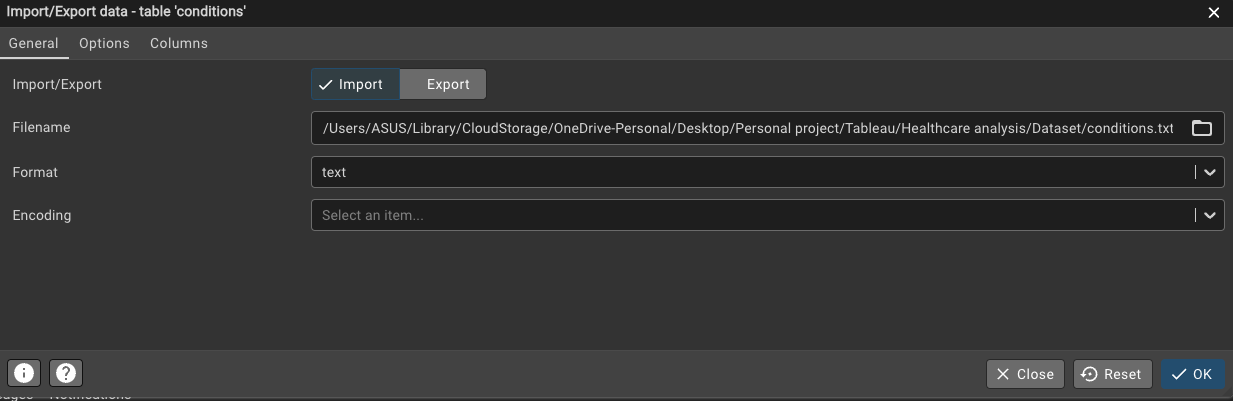 Import/Export data - table 'conditions'
General Options Columns
Import/Export Import Export
Filename /Users/ASUS/Library/CloudStorage/OneDrive-Personal/Desktop/Personal project/Tableau/Healthcare analysis/Dataset/conditions.txt
Format text
Encoding Select an item...
Close Reset OK
Notifications